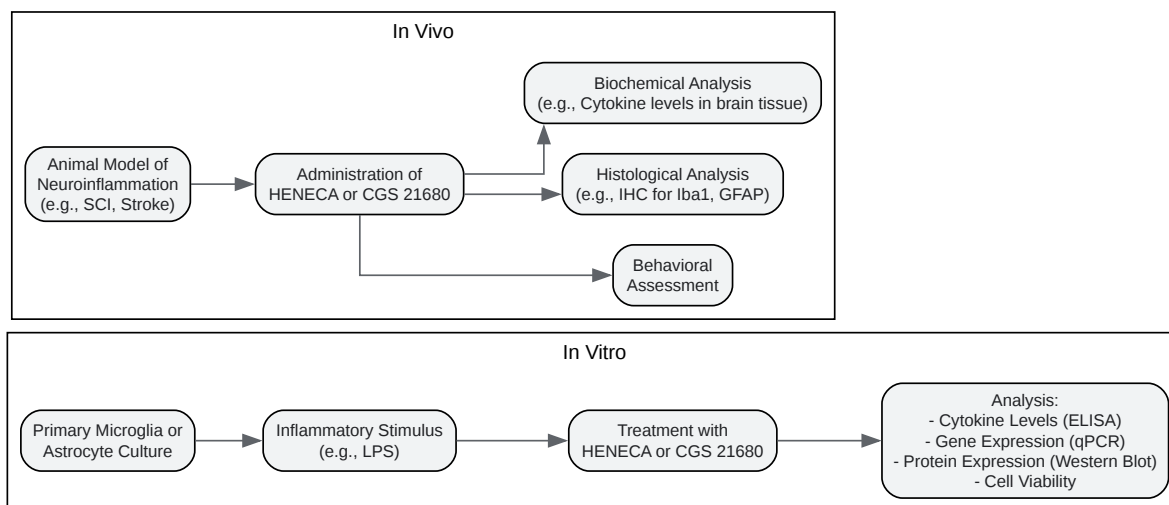 In Vivo
Biochemical Analysis
(e.g., Cytokine levels in brain tissue)
Animal Model of
Neuroinflammation
(e.g., SCI, Stroke)
Administration of
HENECA or CGS 21680
Histological Analysis
(e.g., IHC for Iba1, GFAP)
Behavioral
Assessment
In Vitro
Primary Microglia or
Astrocyte Culture
Inflammatory Stimulus
(e.g., LPS)
Treatment with
HENECA or CGS 21680
Analysis:
- Cytokine Levels (ELISA)
- Gene Expression (qPCR)
- Protein Expression (Western Blot)
- Cell Viability